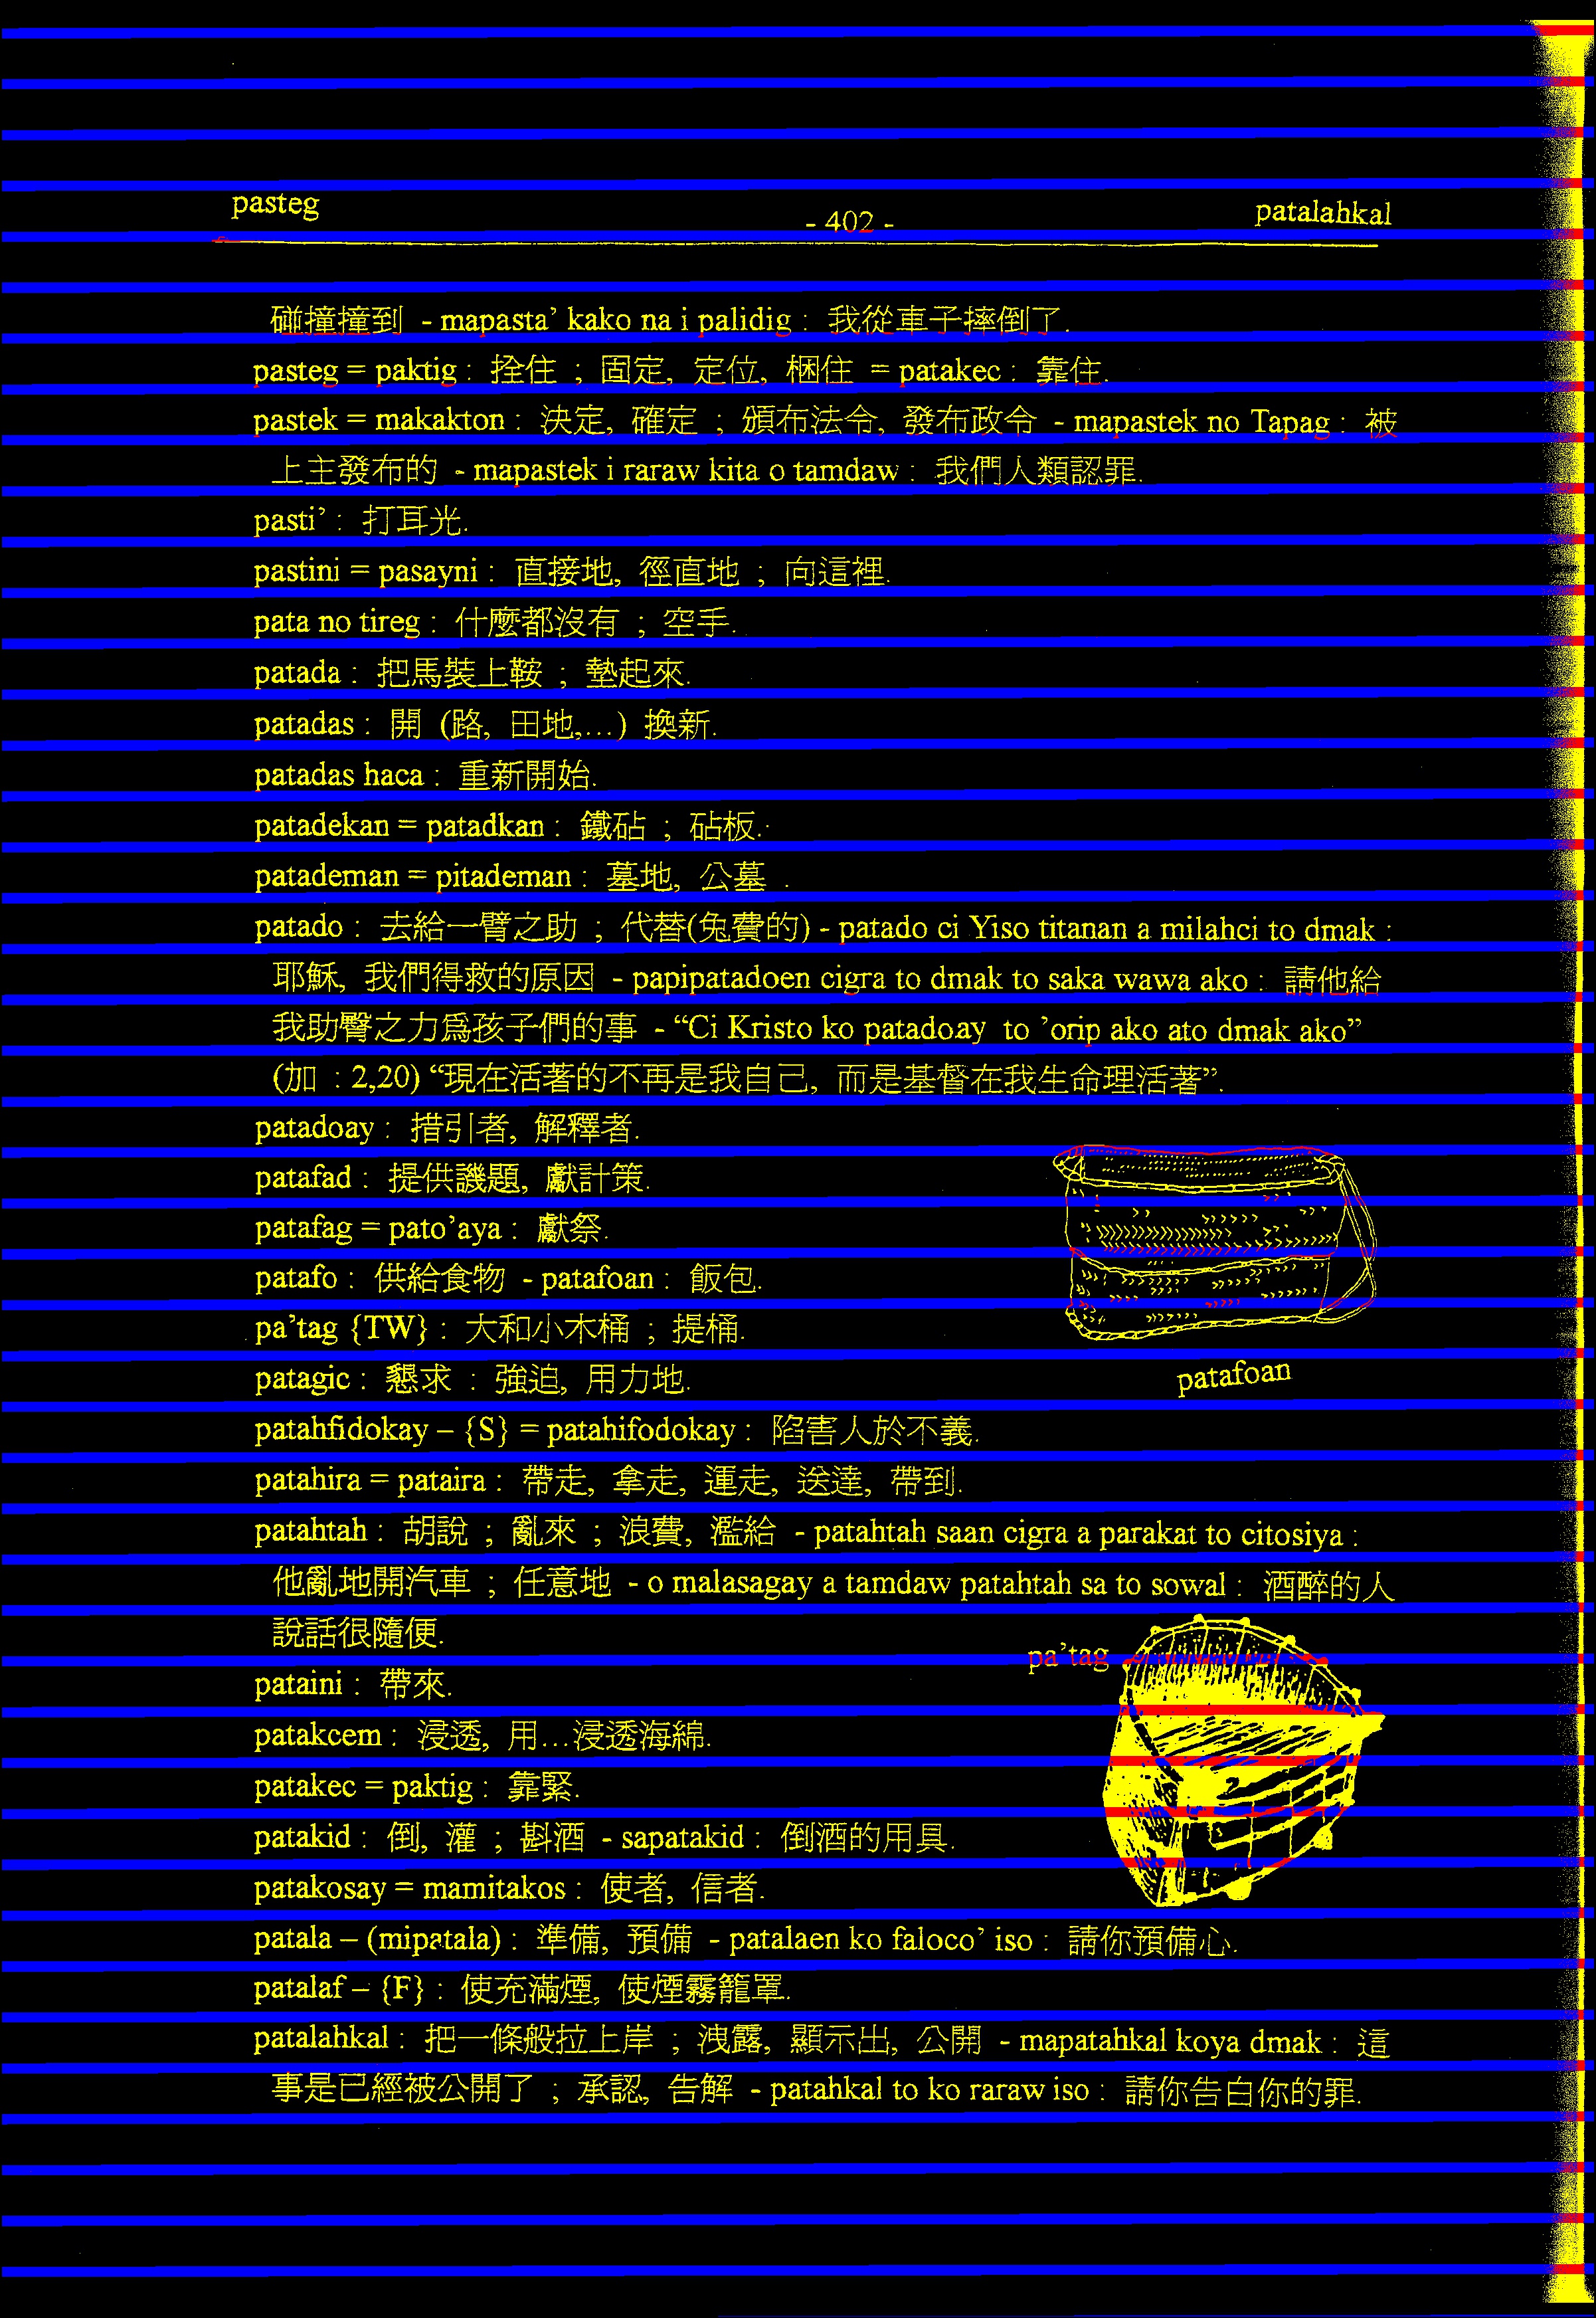 pasteg - 402 - patalahkal
碰撞撞到 - mapasta’ kako na i palidig : 我從車子摔倒了.
pasteg = paktig : 拴住 ; 固定, 定位, 梱住 = patakec : 靠住.
pastek = makakton : 決定, 確定 ; 頒布法令, 發布政令 - mapastek no Tapag : 被
上主發布的 - mapastek i raraw kita o tamdaw : 我們人類認罪.
pasti’ : 打耳光.
pastini = pasayni : 直接地, 徑直地 ; 向這裡.
pata no tireg : 什麼都沒有 ; 空手.
patada : 把馬裝上鞍 ; 墊起來.
patadas : 開 (路, 田地,...) 換新.
patadas haca : 重新開始.
patadekan = patadkan : 鐵砧 ; 砧板.
patademan = pitademan : 墓地, 公墓 .
patado : 去給一臂之助 ; 代替(兔費的) - patado ci Yiso titanan a milahci to dmak :
耶穌, 我們得救的原因 - papipatadoen cigra to dmak to saka wawa ako : 請他給
我助臂之力爲孩子們的事 - “Ci Kristo ko patadoay to ’orip ako ato dmak ako”
(加 : 2,20) “現在活著的不再是我自己, 而是基督在我生命理活著”.
patadoay : 措引者, 解釋者.
patafad : 提供譏題, 獻計策.
patafag = pato’aya : 獻祭.
patafo : 供給食物 - patafoan : 飯包.
pa’tag {TW} : 大和小木桶 ; 提桶.
patagic : 懇求 : 強迫, 用力地.
patafoan
patahfidokay – {S} = patahifodokay : 陷害人於不義.
patahira = pataira : 帶走, 拿走, 運走, 送達, 帶到.
patahtah : 胡說 ; 亂來 ; 浪費, 濫給 - patahtah saan cigra a parakat to citosiya :
他亂地開汽車 ; 任意地 - o malasagay a tamdaw patahtah sa to sowal : 酒醉的人
說話很隨便.
pa’tag
pataini : 帶來.
patakcem : 浸透, 用...浸透海綿.
patakec = paktig : 靠緊.
patakid : 倒, 灌 ; 斟酒 - sapatakid : 倒酒的用具.
patakosay = mamitakos : 使者, 信者.
patala – (mipatala) : 準備, 預備 - patalaen ko faloco’ iso : 請你預備心.
patalaf – {F} : 使充滿煙, 使煙霧籠罩.
patalahkal : 把一條般拉上岸 ; 洩露, 顯示出, 公開 - mapatahkal koya dmak : 這
事是已經被公開了 ; 承認, 告解 - patahkal to ko raraw iso : 請你告白你的罪.